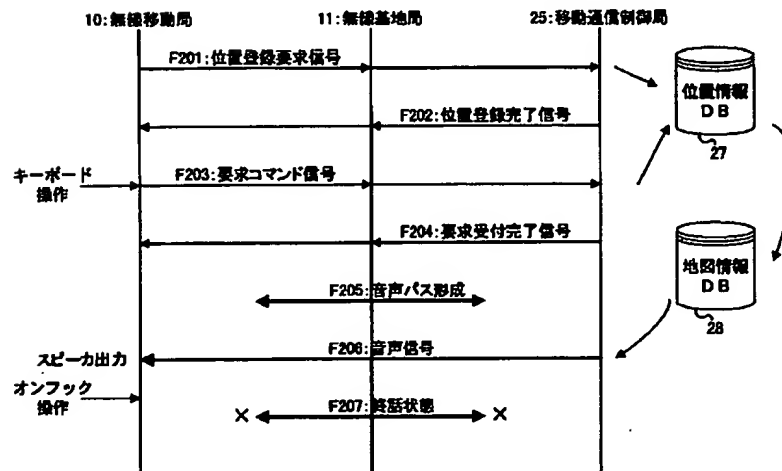 10:無線移動局
11:無線基地局
25:移動通信制御局
F201:位置登録要求信号
位置情報
DB
27
F202:位置登録完了信号
キーボード
操作
F203:要求コマンド信号
F204:要求受付完了信号
地図情報
DB
28
F205:音声パス形成
スピーカ出力
F206:音声信号
オンフック
操作
F207:終話状態